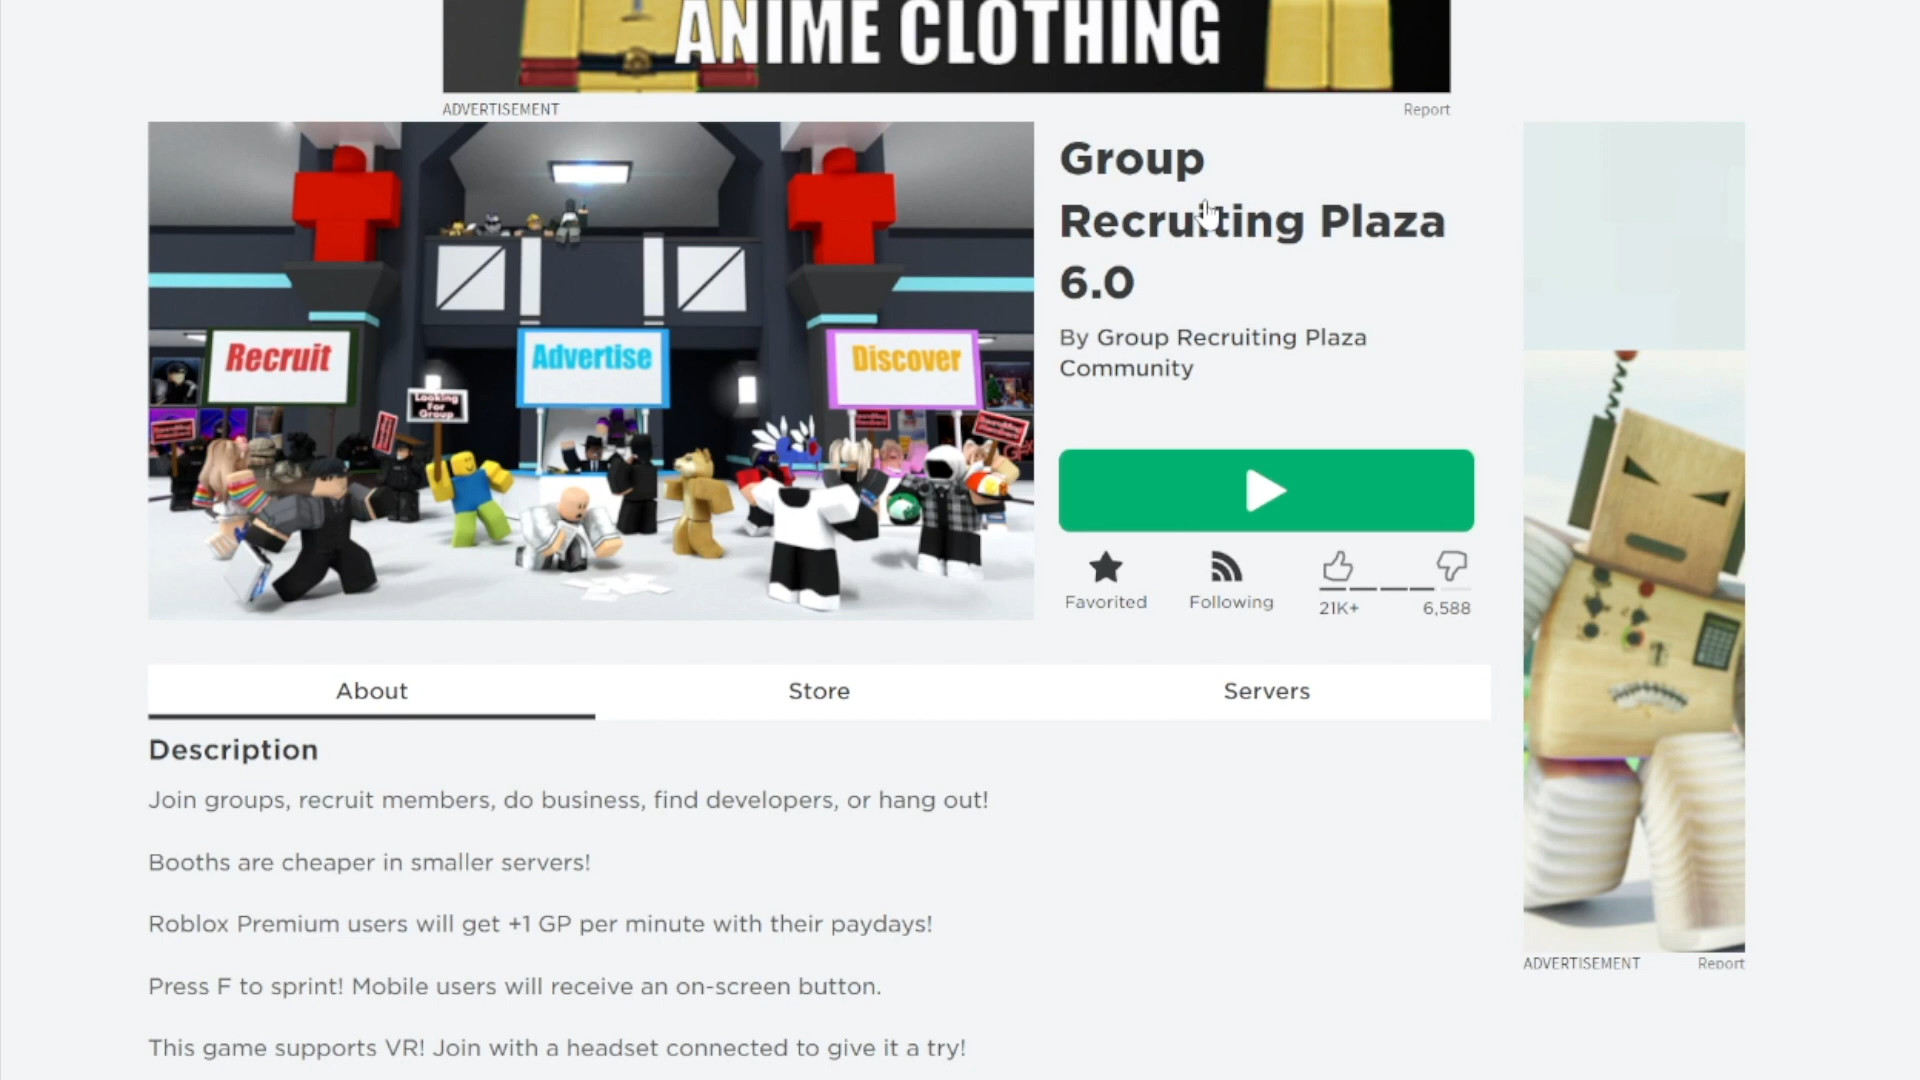 ANIME CLOTHING
ADVERTISEMENT
Report
Group
Recruiting Plaza
6.0
By Group Recruiting Plaza
Community
Recruit
Advertise
Discover
Looking
For
Group
Favorited
Following
21K+
6,588
About
Store
Servers
Description
Join groups, recruit members, do business, find developers, or hang out!
Booths are cheaper in smaller servers!
Roblox Premium users will get +1 GP per minute with their paydays!
Press F to sprint! Mobile users will receive an on-screen button.
This game supports VR! Join with a headset connected to give it a try!
ADVERTISEMENT
Report